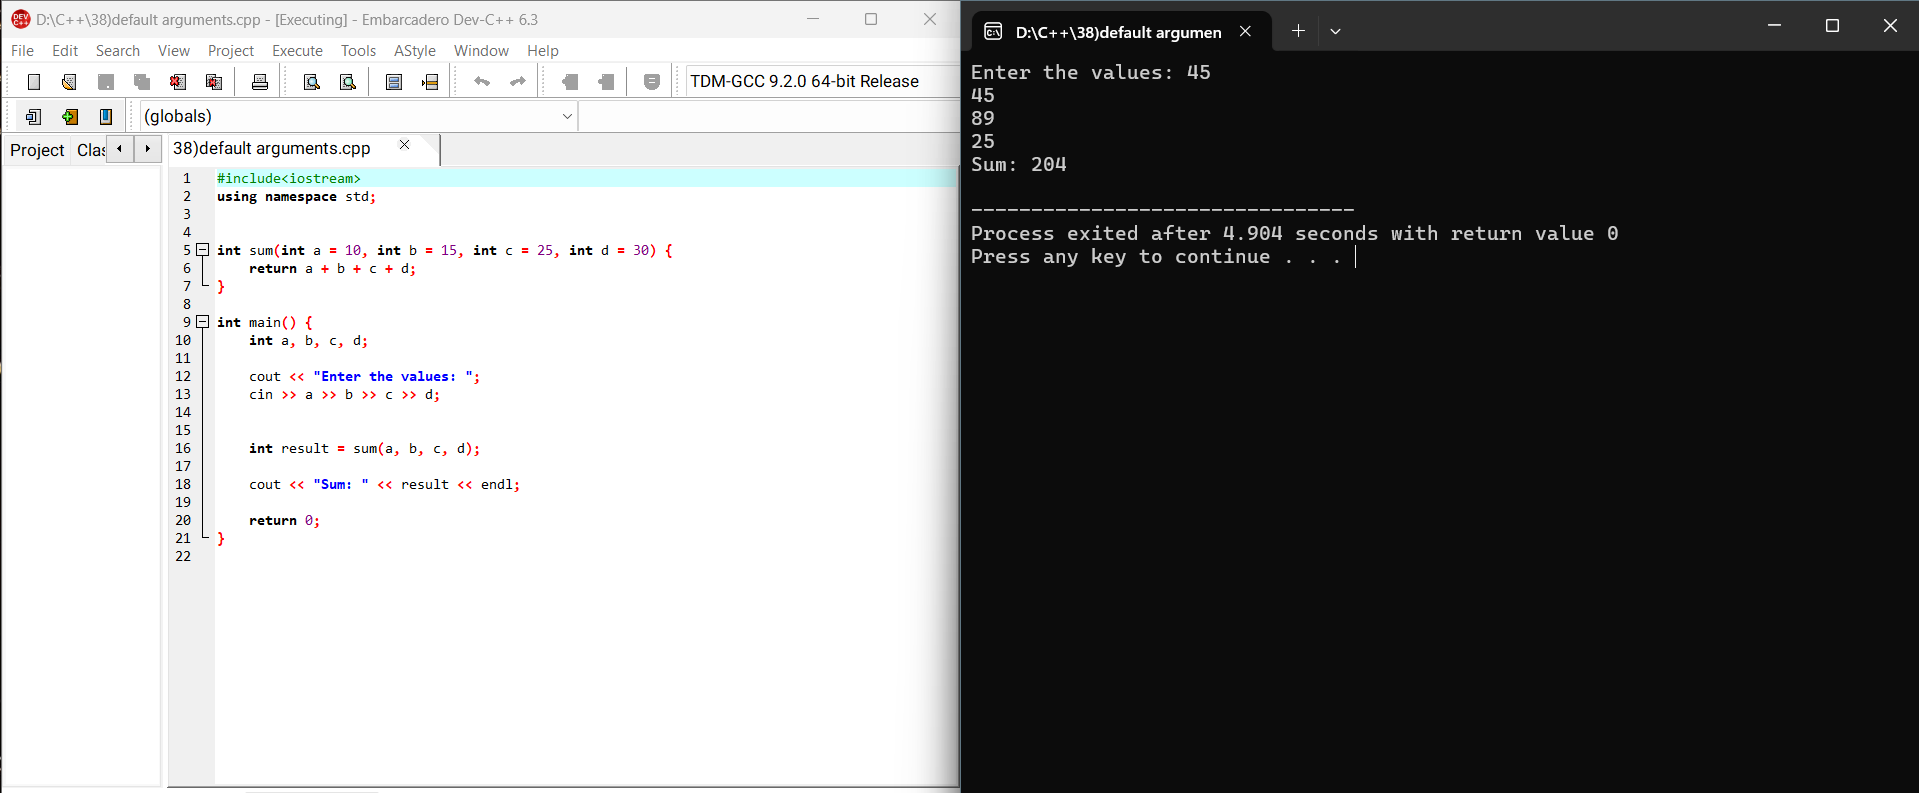 D:\C++\38)default arguments.cpp - [Executing] - Embarcadero Dev-C++ 6.3
File Edit Search View Project Execute Tools AStyle Window Help
TDM-GCC 9.2.0 64-bit Release
(globals)
Project Clas
38)default arguments.cpp
1 #include<iostream>
2 using namespace std;
3
4
5 int sum(int a = 10, int b = 15, int c = 25, int d = 30) {
6 return a + b + c + d;
7 }
8
9 int main() {
10 int a, b, c, d;
11
12 cout << "Enter the values: ";
13 cin >> a >> b >> c >> d;
14
15
16 int result = sum(a, b, c, d);
17
18 cout << "Sum: " << result << endl;
19
20 return 0;
21 }
22
D:\C++\38)default argumen
Enter the values: 45
45
89
25
Sum: 204
--------------------------------
Process exited after 4.904 seconds with return value 0
Press any key to continue . . .